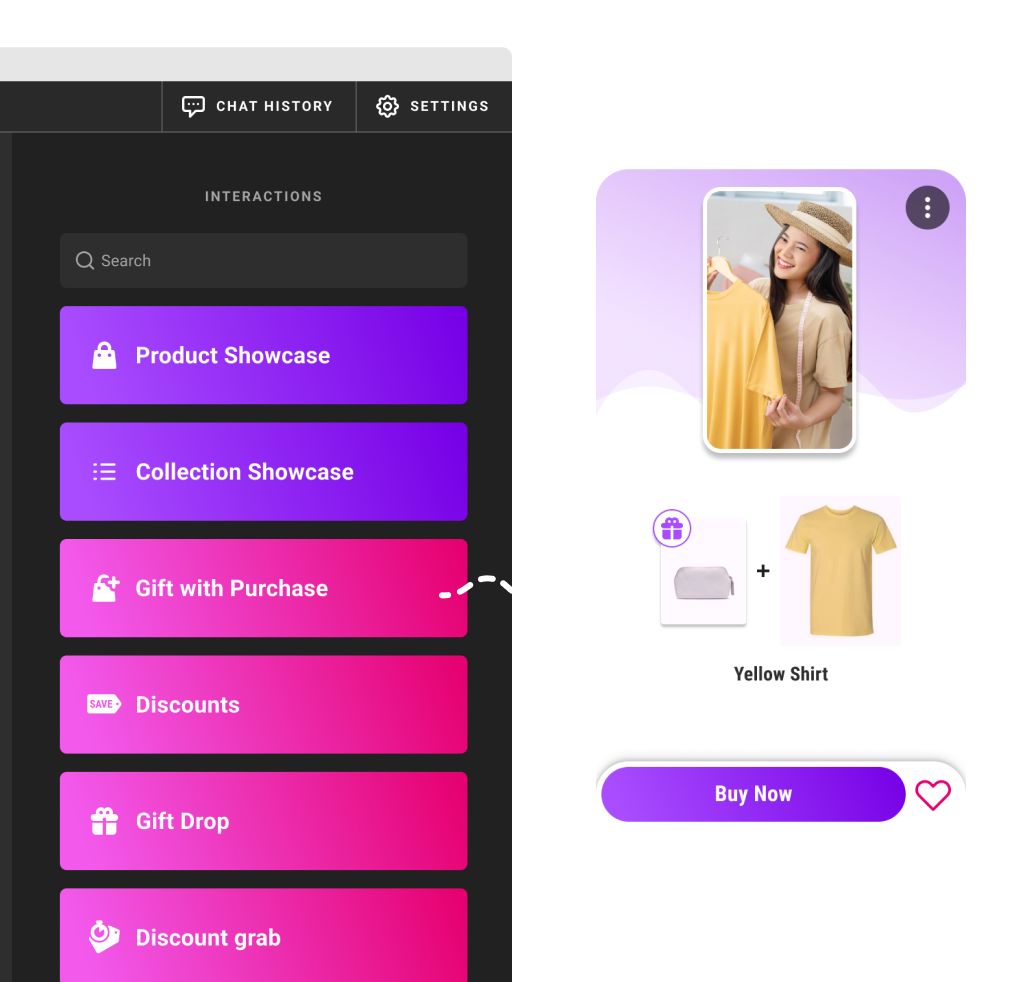 CHAT HISTORY
SETTINGS
INTERACTIONS
Search
Product Showcase
Collection Showcase
Gift with Purchase
SAVE
Discounts
Gift Drop
Discount grab
+
Yellow Shirt
Buy Now